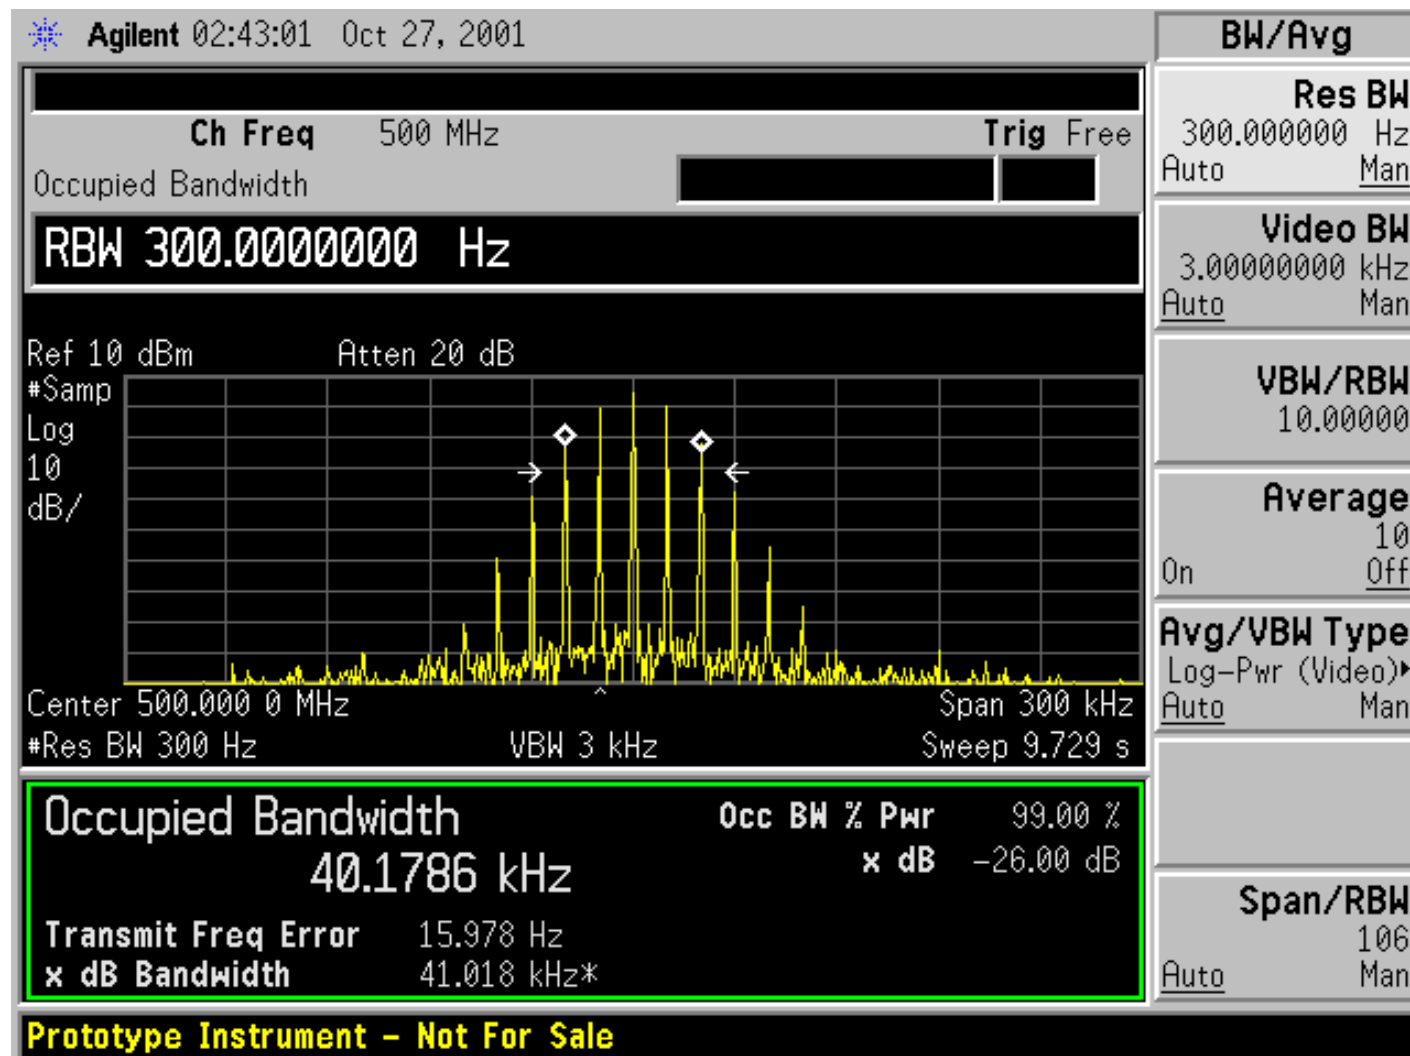 Agilent 02:43:01 Oct 27, 2001
BW/Avg
Ch Freq 500 MHz Trig Free
Occupied Bandwidth
RBW 300.0000000 Hz
Ref 10 dBm Atten 20 dB
#Samp
Log
10
dB/
Center 500.000 0 MHz Span 300 kHz
#Res BW 300 Hz VBW 3 kHz Sweep 9.729 s
Occupied Bandwidth
40.1786 kHz
Occ BW % Pwr 99.00 %
x dB -26.00 dB
Transmit Freq Error 15.978 Hz
x dB Bandwidth 41.018 kHz*
Res BW
300.000000 Hz
Auto Man
Video BW
3.00000000 kHz
Auto Man
VBW/RBW
10.00000
Average
10
On Off
Avg/VBW Type
Log-Pwr (Video)▸
Auto Man
Span/RBW
106
Auto Man
Prototype Instrument - Not For Sale